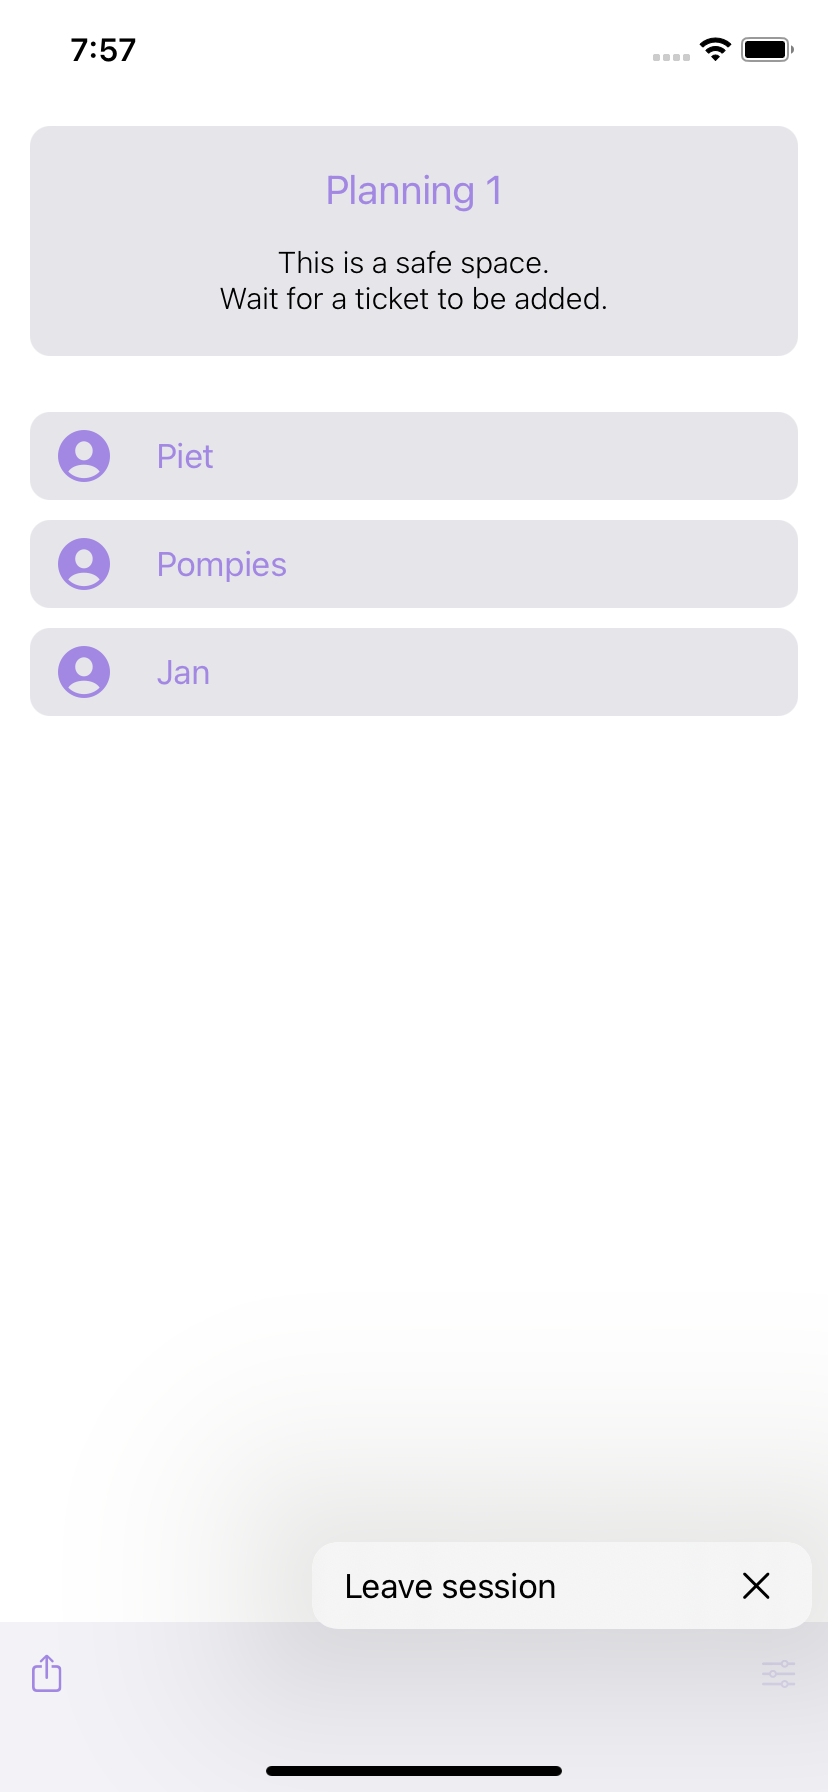 7:57
Planning 1
This is a safe space.
Wait for a ticket to be added.
Piet
Pompies
Jan
Leave session